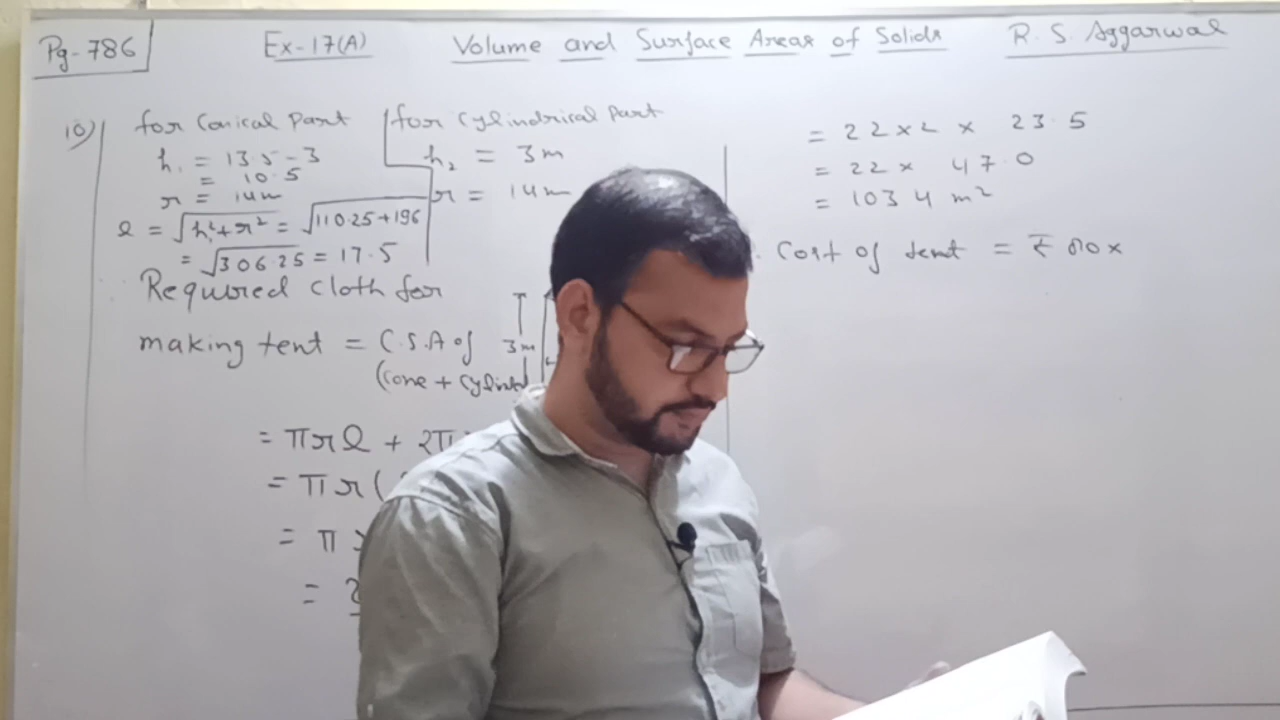 Pg-786
Ex-17(A) Volume and Surface Areas of Solids R. S. Aggarwal
10) for Conical Part
h₁ = 13.5 - 3
= 10.5
r = 14m
l = √h₁²+r² = √110.25+196
= √306.25 = 17.5
for Cylindrical Part
h₂ = 3m
r = 14m
Required cloth for
making tent = C.S.A of
(cone + Cylinder
3m
= πrl + 2π
= πr(
= π
= 22×2 × 23.5
= 22× 47.0
= 1034 m²
Cost of tent = ₹ 80×